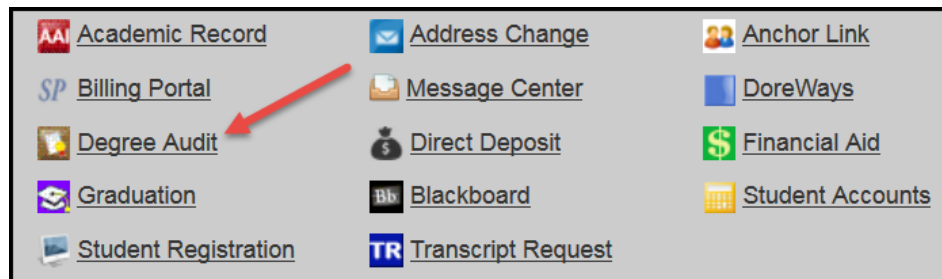 AAI Academic Record Address Change Anchor Link
SP Billing Portal Message Center DoreWays
Degree Audit $ Direct Deposit $ Financial Aid
Graduation Bb Blackboard Student Accounts
Student Registration TR Transcript Request